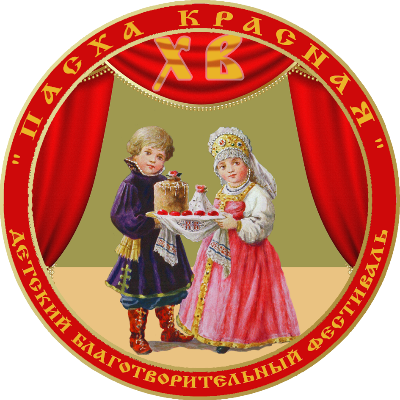 "ПАСХА КРАСНАЯ"
ХВ
ДЕТСКИЙ БЛАГОТВОРИТЕЛЬНЫЙ ФЕСТИВАЛЬ